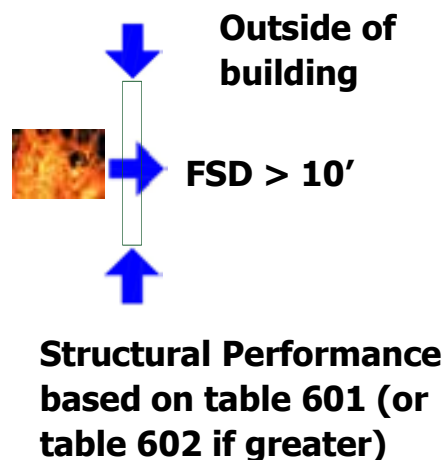 Outside of
building
FSD > 10’
Structural Performance
based on table 601 (or
table 602 if greater)